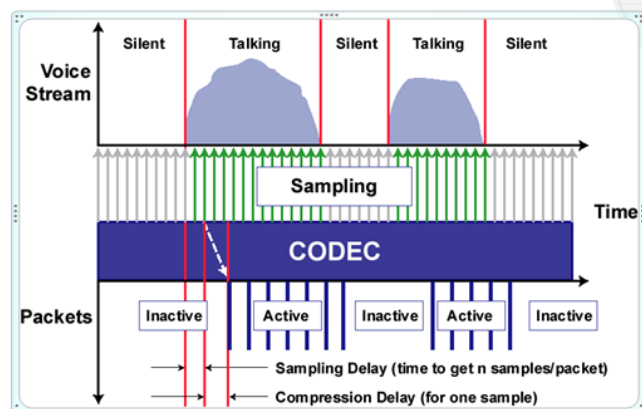 Silent Talking Silent Talking Silent
Voice
Stream
Sampling
Time
CODEC
Packets
Inactive Active Inactive Active Inactive
Sampling Delay (time to get n samples/packet)
Compression Delay (for one sample)